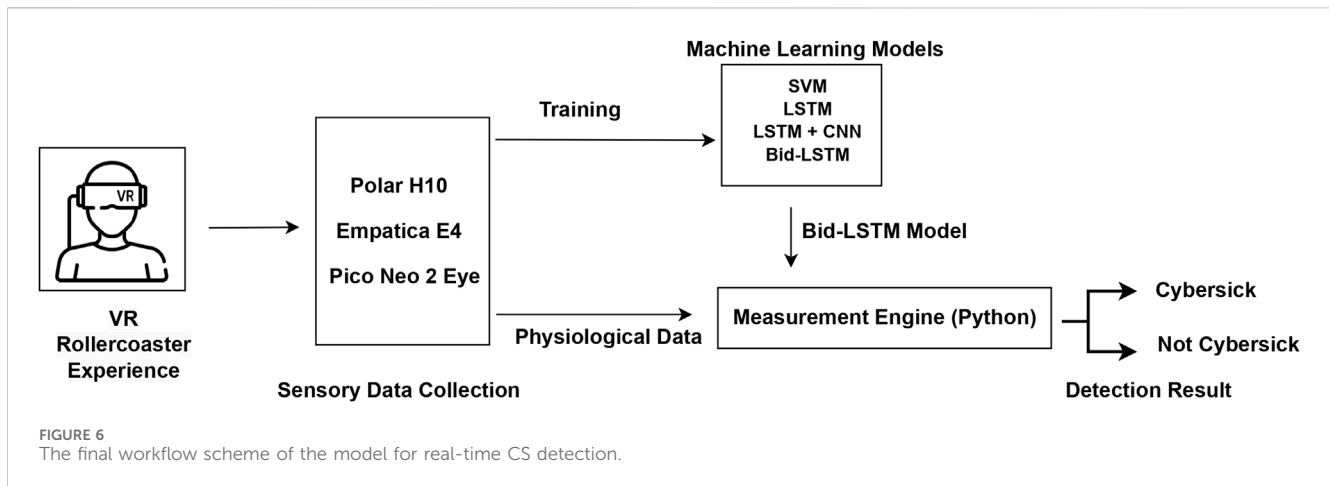 Machine Learning Models
SVM
LSTM
LSTM + CNN
Bid-LSTM
Training
VR
Polar H10
Empatica E4
Pico Neo 2 Eye
Bid-LSTM Model
Physiological Data
Measurement Engine (Python)
Cybersick
Not Cybersick
VR
Rollercoaster
Experience
Sensory Data Collection
Detection Result
FIGURE 6
The final workflow scheme of the model for real-time CS detection.